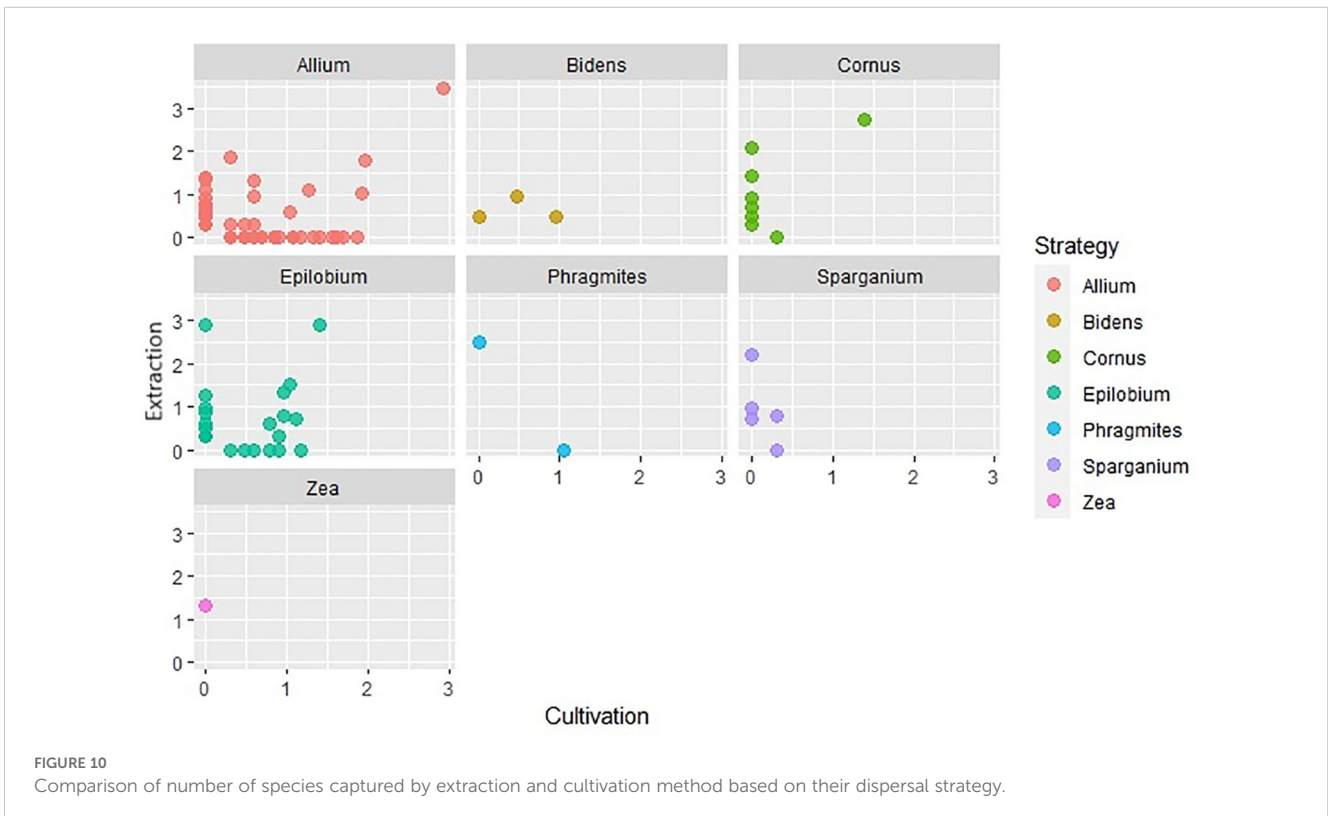 Allium Bidens Cornus
3
2
1
0
Epilobium Phragmites Sparganium
3
2
1
0
0 1 2 3 0 1 2 3
Zea
3
2
1
0
0 1 2 3
Extraction
Cultivation
Strategy
Allium
Bidens
Cornus
Epilobium
Phragmites
Sparganium
Zea
FIGURE 10
Comparison of number of species captured by extraction and cultivation method based on their dispersal strategy.